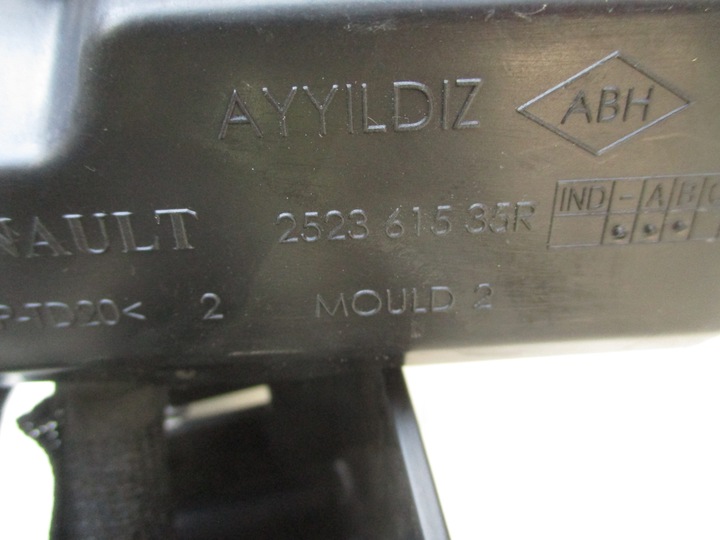 AYYILDIZ ABH
NAULT 2523 615 35R IND - A B C
P-TD20< 2 MOULD 2